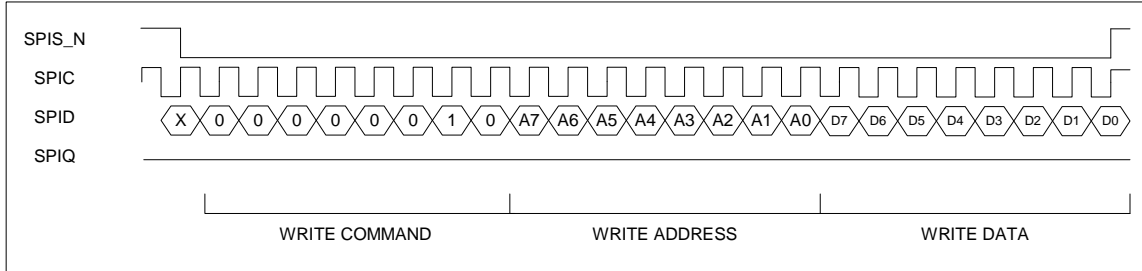 SPIS_N
SPIC
SPID X 0 0 0 0 0 0 1 0 A7 A6 A5 A4 A3 A2 A1 A0 D7 D6 D5 D4 D3 D2 D1 D0
SPIQ
WRITE COMMAND WRITE ADDRESS WRITE DATA